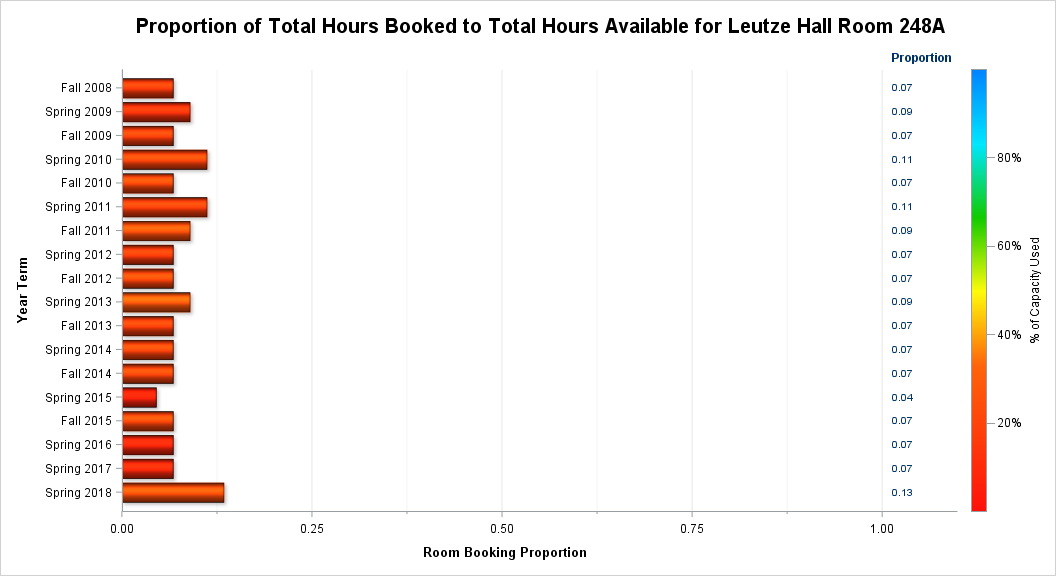 Proportion of Total Hours Booked to Total Hours Available for Leutze Hall Room 248A
Proportion
Fall 2008 0.07
Spring 2009 0.09
Fall 2009 0.07
Spring 2010 0.11
Fall 2010 0.07
Spring 2011 0.11
Fall 2011 0.09
Spring 2012 0.07
Fall 2012 0.07
Spring 2013 0.09
Fall 2013 0.07
Spring 2014 0.07
Fall 2014 0.07
Spring 2015 0.04
Fall 2015 0.07
Spring 2016 0.07
Spring 2017 0.07
Spring 2018 0.13
Year Term
0.00 0.25 0.50 0.75 1.00
Room Booking Proportion
80%
60%
40%
20%
% of Capacity Used